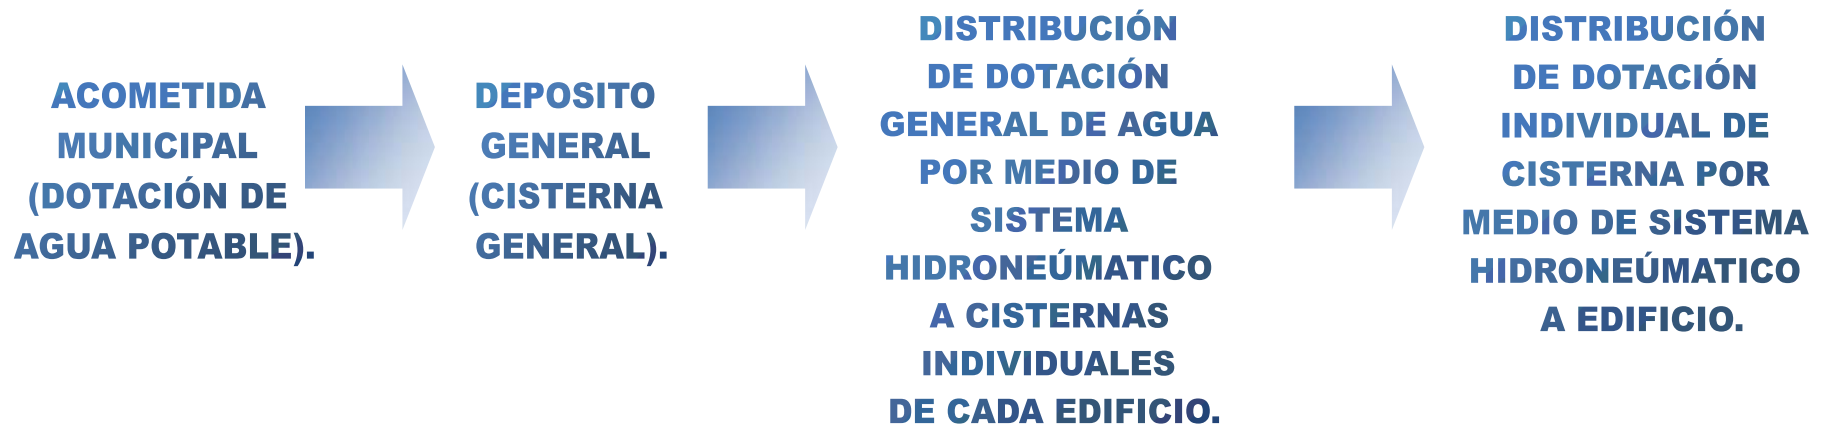 ACOMETIDA
MUNICIPAL
(DOTACIÓN DE
AGUA POTABLE).
DEPOSITO
GENERAL
(CISTERNA
GENERAL).
DISTRIBUCIÓN
DE DOTACIÓN
GENERAL DE AGUA
POR MEDIO DE
SISTEMA
HIDRONEÚMATICO
A CISTERNAS
INDIVIDUALES
DE CADA EDIFICIO.
DISTRIBUCIÓN
DE DOTACIÓN
INDIVIDUAL DE
CISTERNA POR
MEDIO DE SISTEMA
HIDRONEÚMATICO
A EDIFICIO.